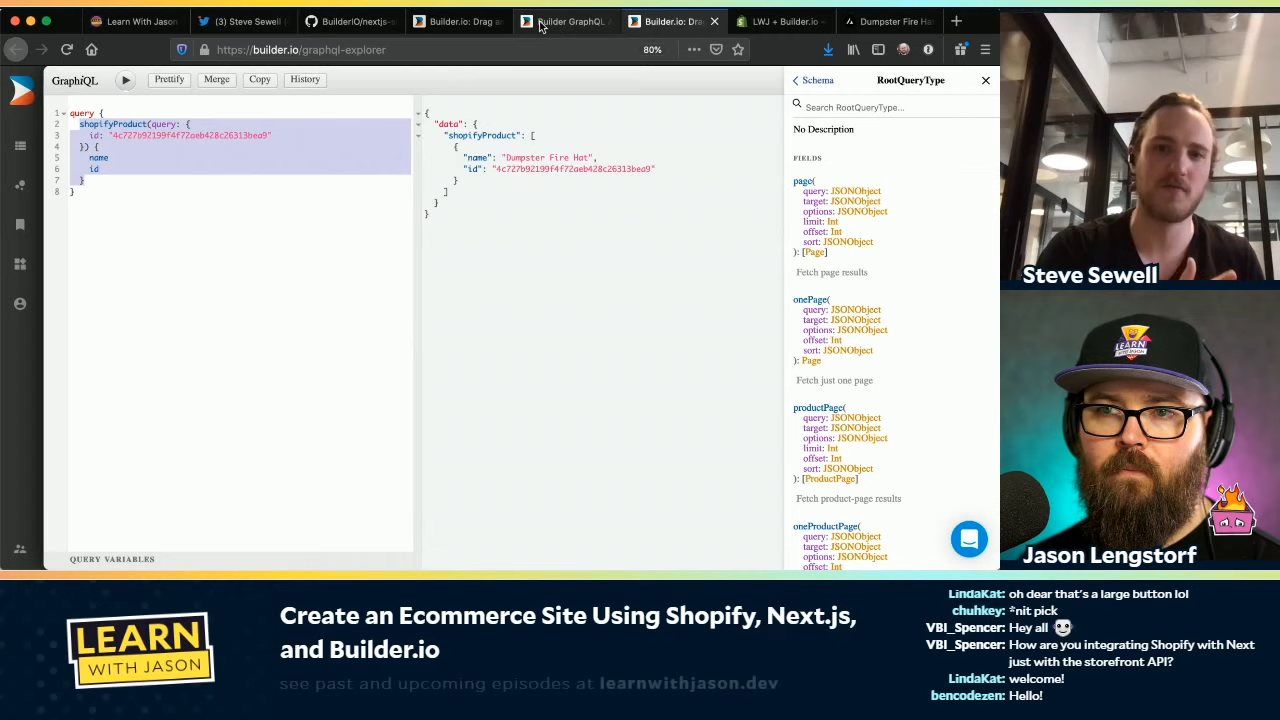 Learn With Jason
(3) Steve Sewell (
BuilderIO/nextjs-s
Builder.io: Drag an
Builder GraphQL A
Builder.io: Drag
LWJ + Builder.io –
Dumpster Fire Hat
https://builder.io/graphql-explorer
80%
GraphiQL
Prettify
Merge
Copy
History
Schema
RootQueryType
1 query {
2 shopifyProduct(query: {
3 id: "4c727b92199f4f72aeb428c26313bea9"
4 }) {
5 name
6 id
7 }
8 }
QUERY VARIABLES
{
"data": {
"shopifyProduct": [
{
"name": "Dumpster Fire Hat",
"id": "4c727b92199f4f72aeb428c26313bea9"
}
]
}
}
Search RootQueryType...
No Description
FIELDS
page(
query: JSONObject
target: JSONObject
options: JSONObject
limit: Int
offset: Int
sort: JSONObject
): [Page]
Fetch page results
onePage(
query: JSONObject
target: JSONObject
options: JSONObject
offset: Int
sort: JSONObject
): Page
Fetch just one page
productPage(
query: JSONObject
target: JSONObject
options: JSONObject
limit: Int
offset: Int
sort: JSONObject
): [ProductPage]
Fetch product-page results
oneProductPage(
query: JSONObject
target: JSONObject
options: JSONObject
offset: Int
Steve Sewell
LEARN
Jason Lengstorf
LEARN
WITH JASON
Create an Ecommerce Site Using Shopify, Next.js,
and Builder.io
see past and upcoming episodes at learnwithjason.dev
LindaKat: oh dear that's a large button lol
chuhkey: *nit pick
VBI_Spencer: Hey all
VBI_Spencer: How are you integrating Shopify with Next
just with the storefront API?
LindaKat: welcome!
bencodezen: Hello!